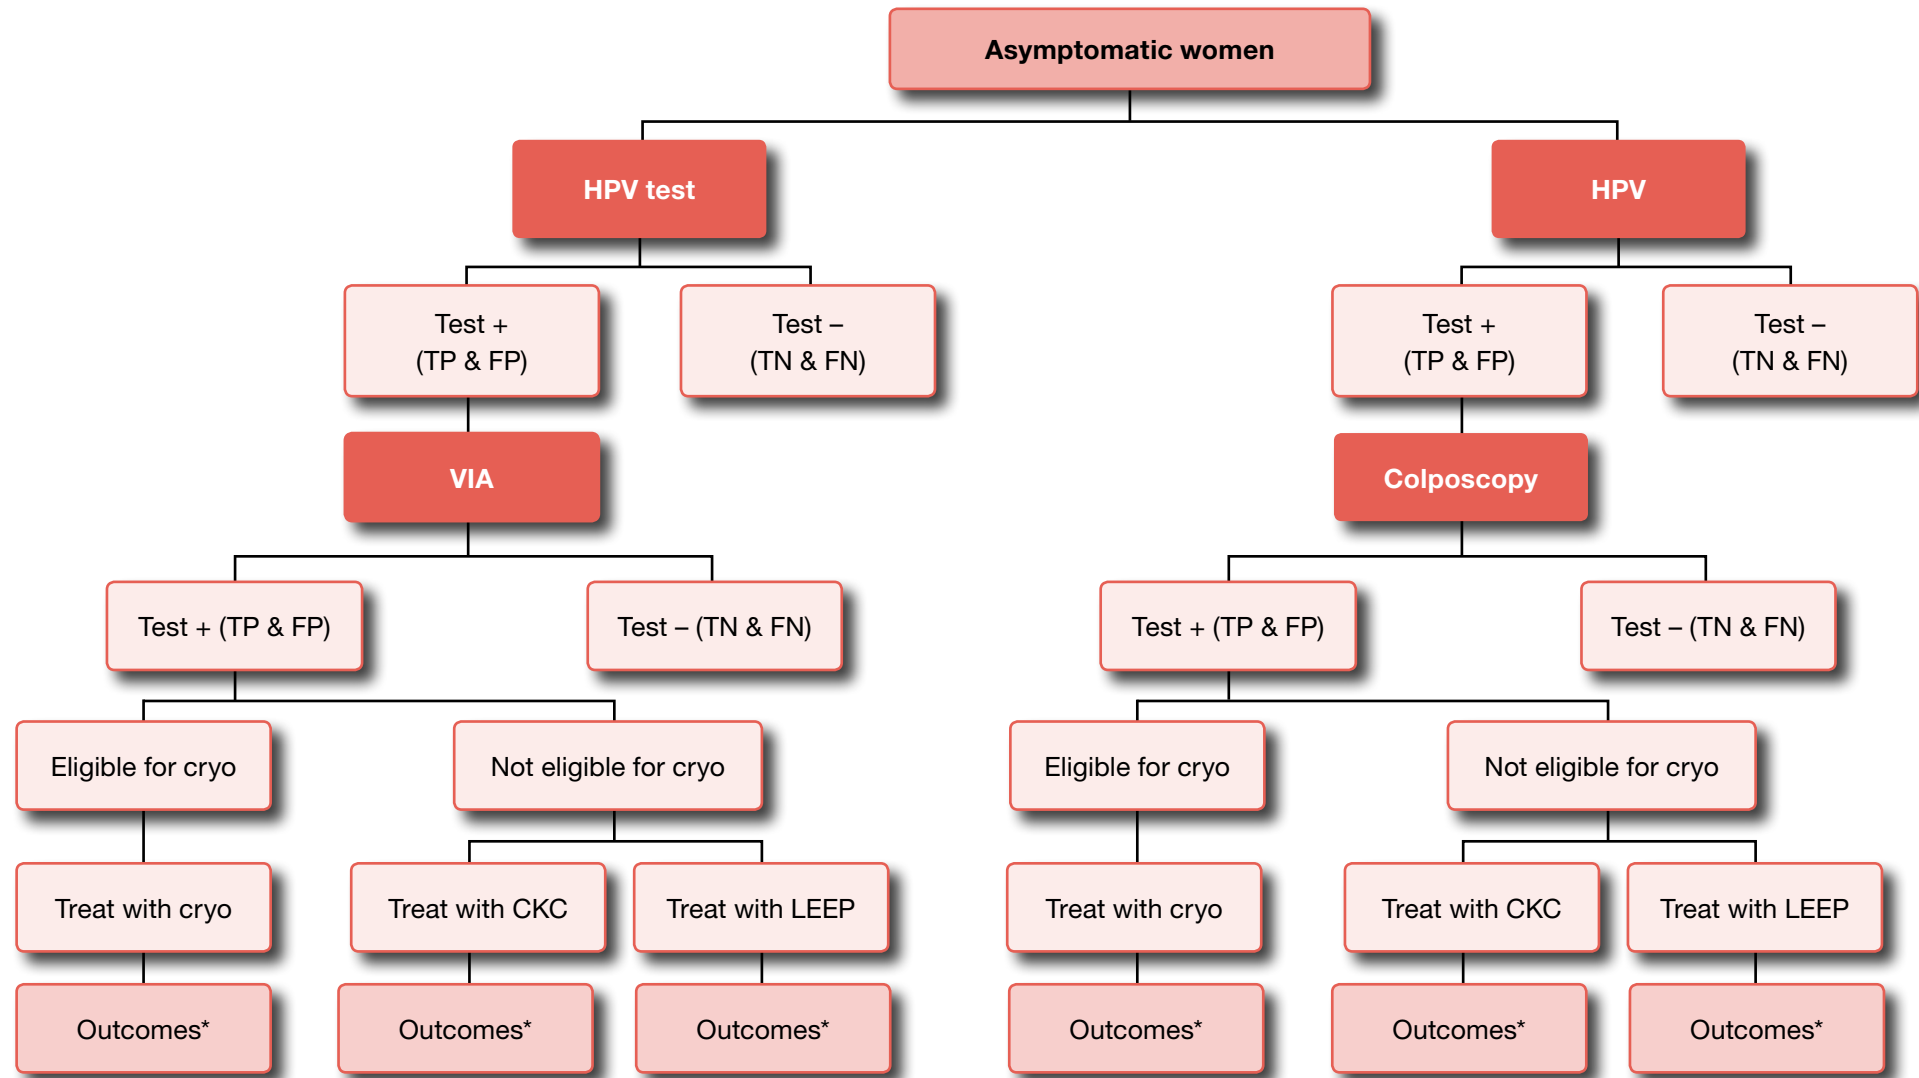 Asymptomatic women
HPV test
HPV
Test +
(TP & FP)
Test –
(TN & FN)
Test +
(TP & FP)
Test –
(TN & FN)
VIA
Colposcopy
Test + (TP & FP)
Test – (TN & FN)
Test + (TP & FP)
Test – (TN & FN)
Eligible for cryo
Not eligible for cryo
Eligible for cryo
Not eligible for cryo
Treat with cryo
Treat with CKC
Treat with LEEP
Treat with cryo
Treat with CKC
Treat with LEEP
Outcomes*
Outcomes*
Outcomes*
Outcomes*
Outcomes*
Outcomes*